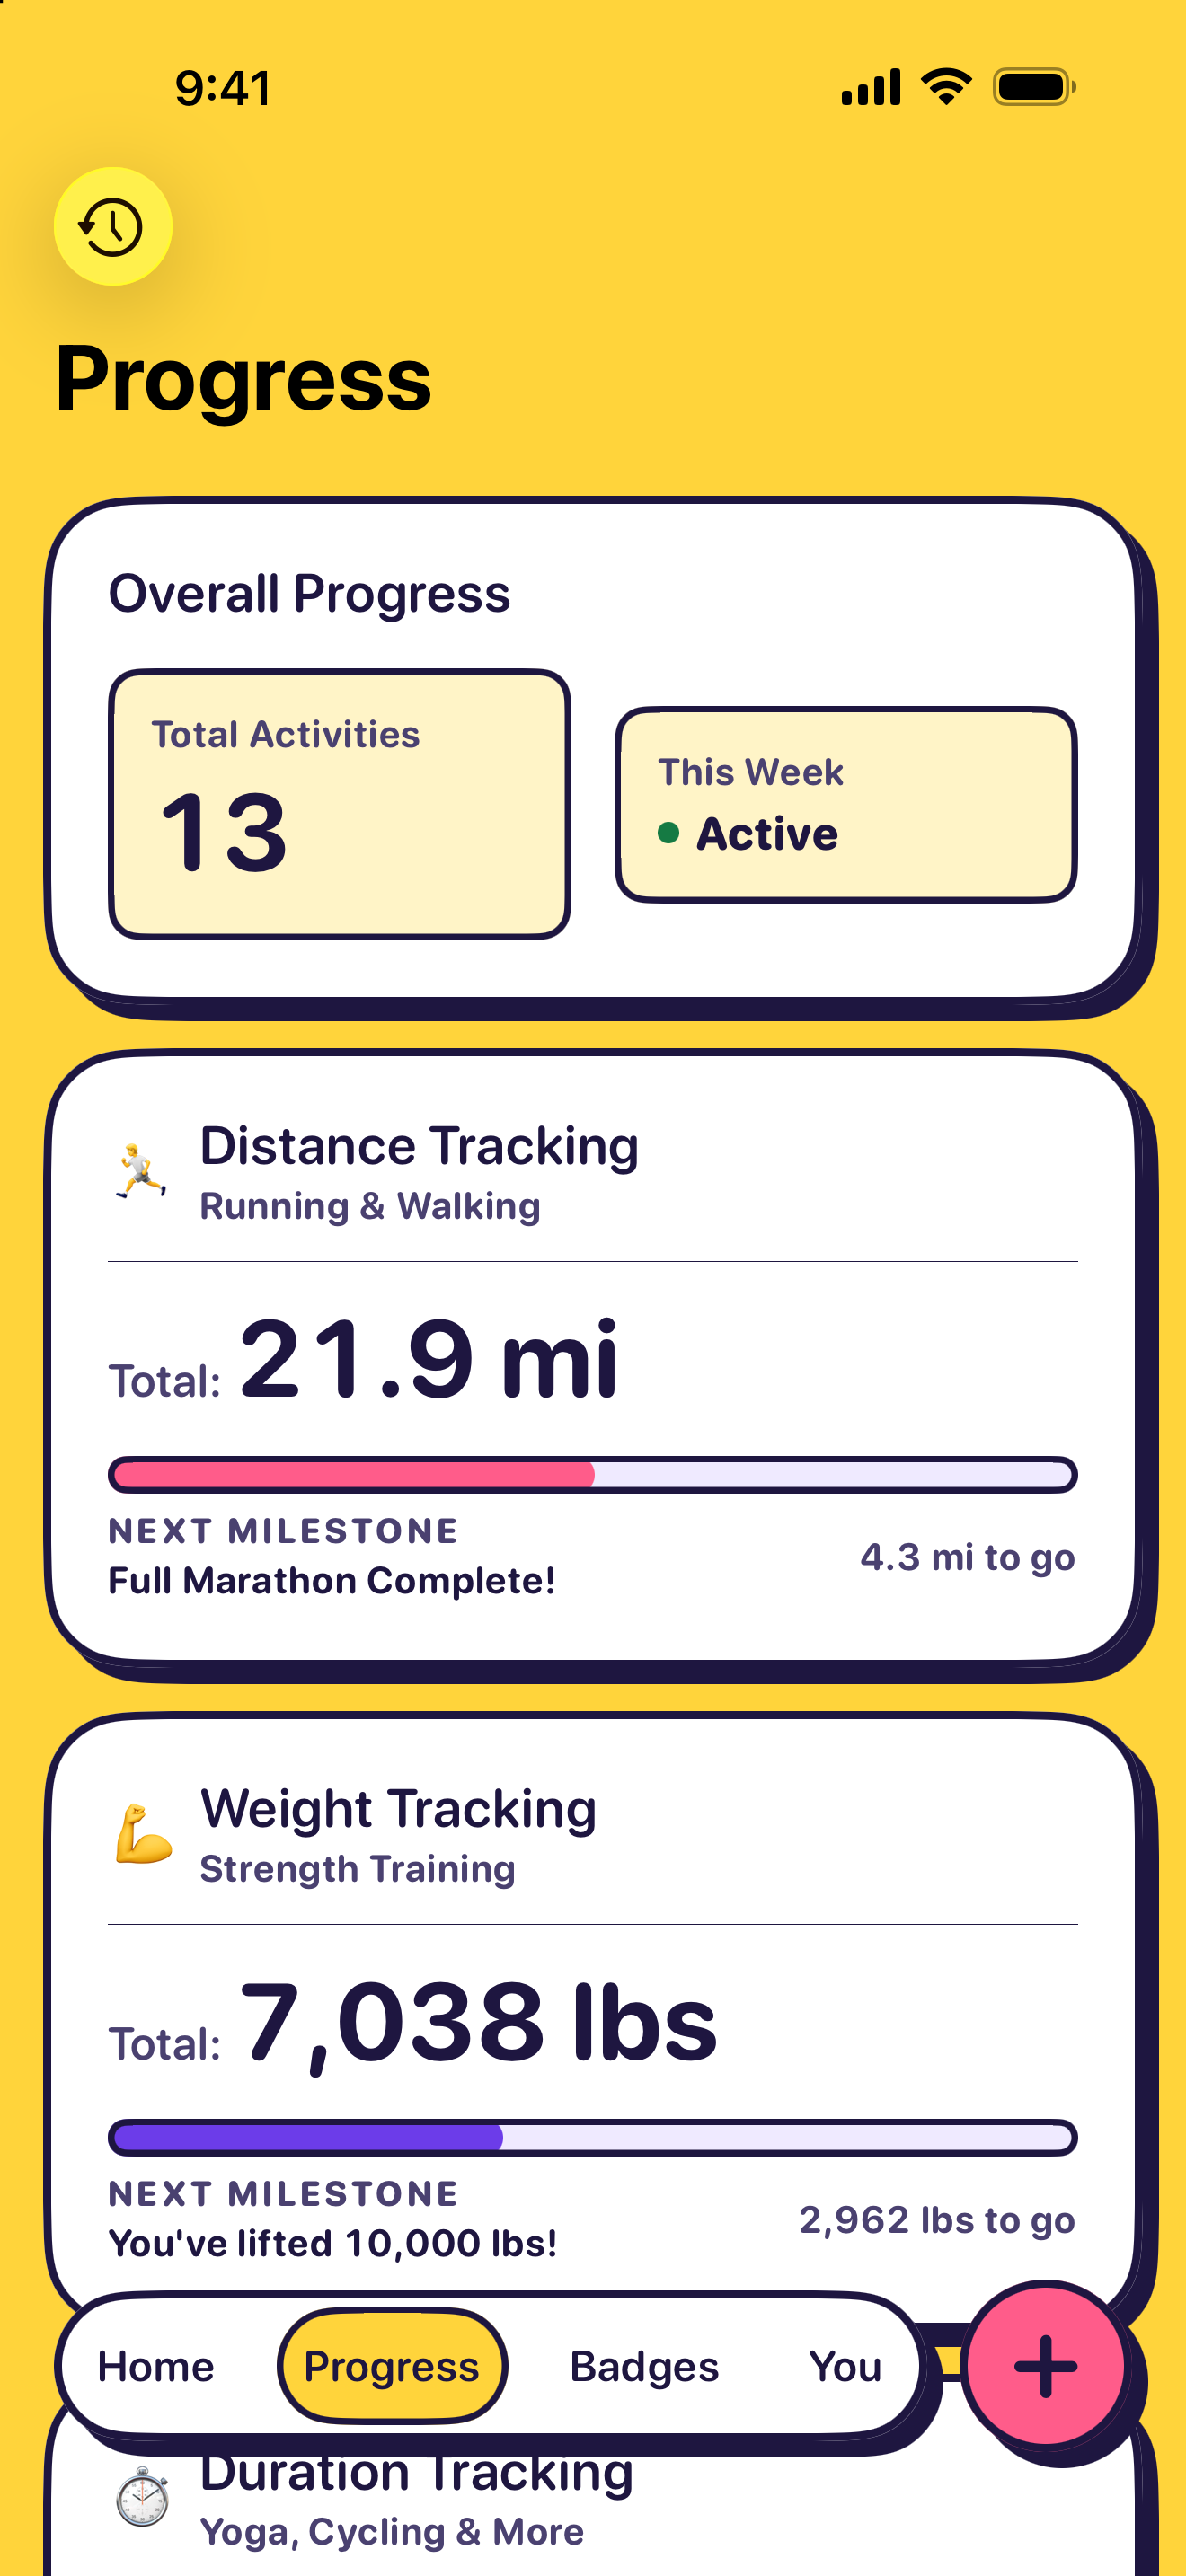 9:41
Progress
Overall Progress
Total Activities
13
This Week
Active
Distance Tracking
Running & Walking
Total: 21.9 mi
NEXT MILESTONE
Full Marathon Complete!
4.3 mi to go
Weight Tracking
Strength Training
Total: 7,038 lbs
NEXT MILESTONE
You've lifted 10,000 lbs!
2,962 lbs to go
Home Progress Badges You
Duration Tracking
Yoga, Cycling & More